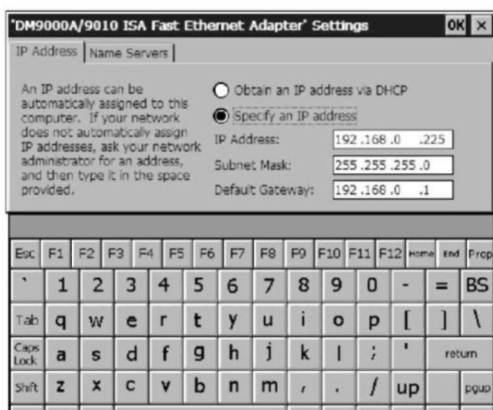 'DM9000A/9010 ISA Fast Ethernet Adapter' Settings OK ×
IP Address Name Servers
An IP address can be
automatically assigned to this
computer. If your network
does not automatically assign
IP addresses, ask your network
administrator for an address,
and then type it in the space
provided.
Obtain an IP address via DHCP
Specify an IP address
IP Address: 192 .168 .0 .225
Subnet Mask: 255 .255 .255 .0
Default Gateway: 192 .168 .0 .1
Esc F1 F2 F3 F4 F5 F6 F7 F8 F9 F10 F11 F12 Home End Prop
` 1 2 3 4 5 6 7 8 9 0 - = BS
Tab q w e r t y u i o p [ ] \
Caps Lock a s d f g h j k l ; ' return
Shift z x c v b n m , . / up pgup